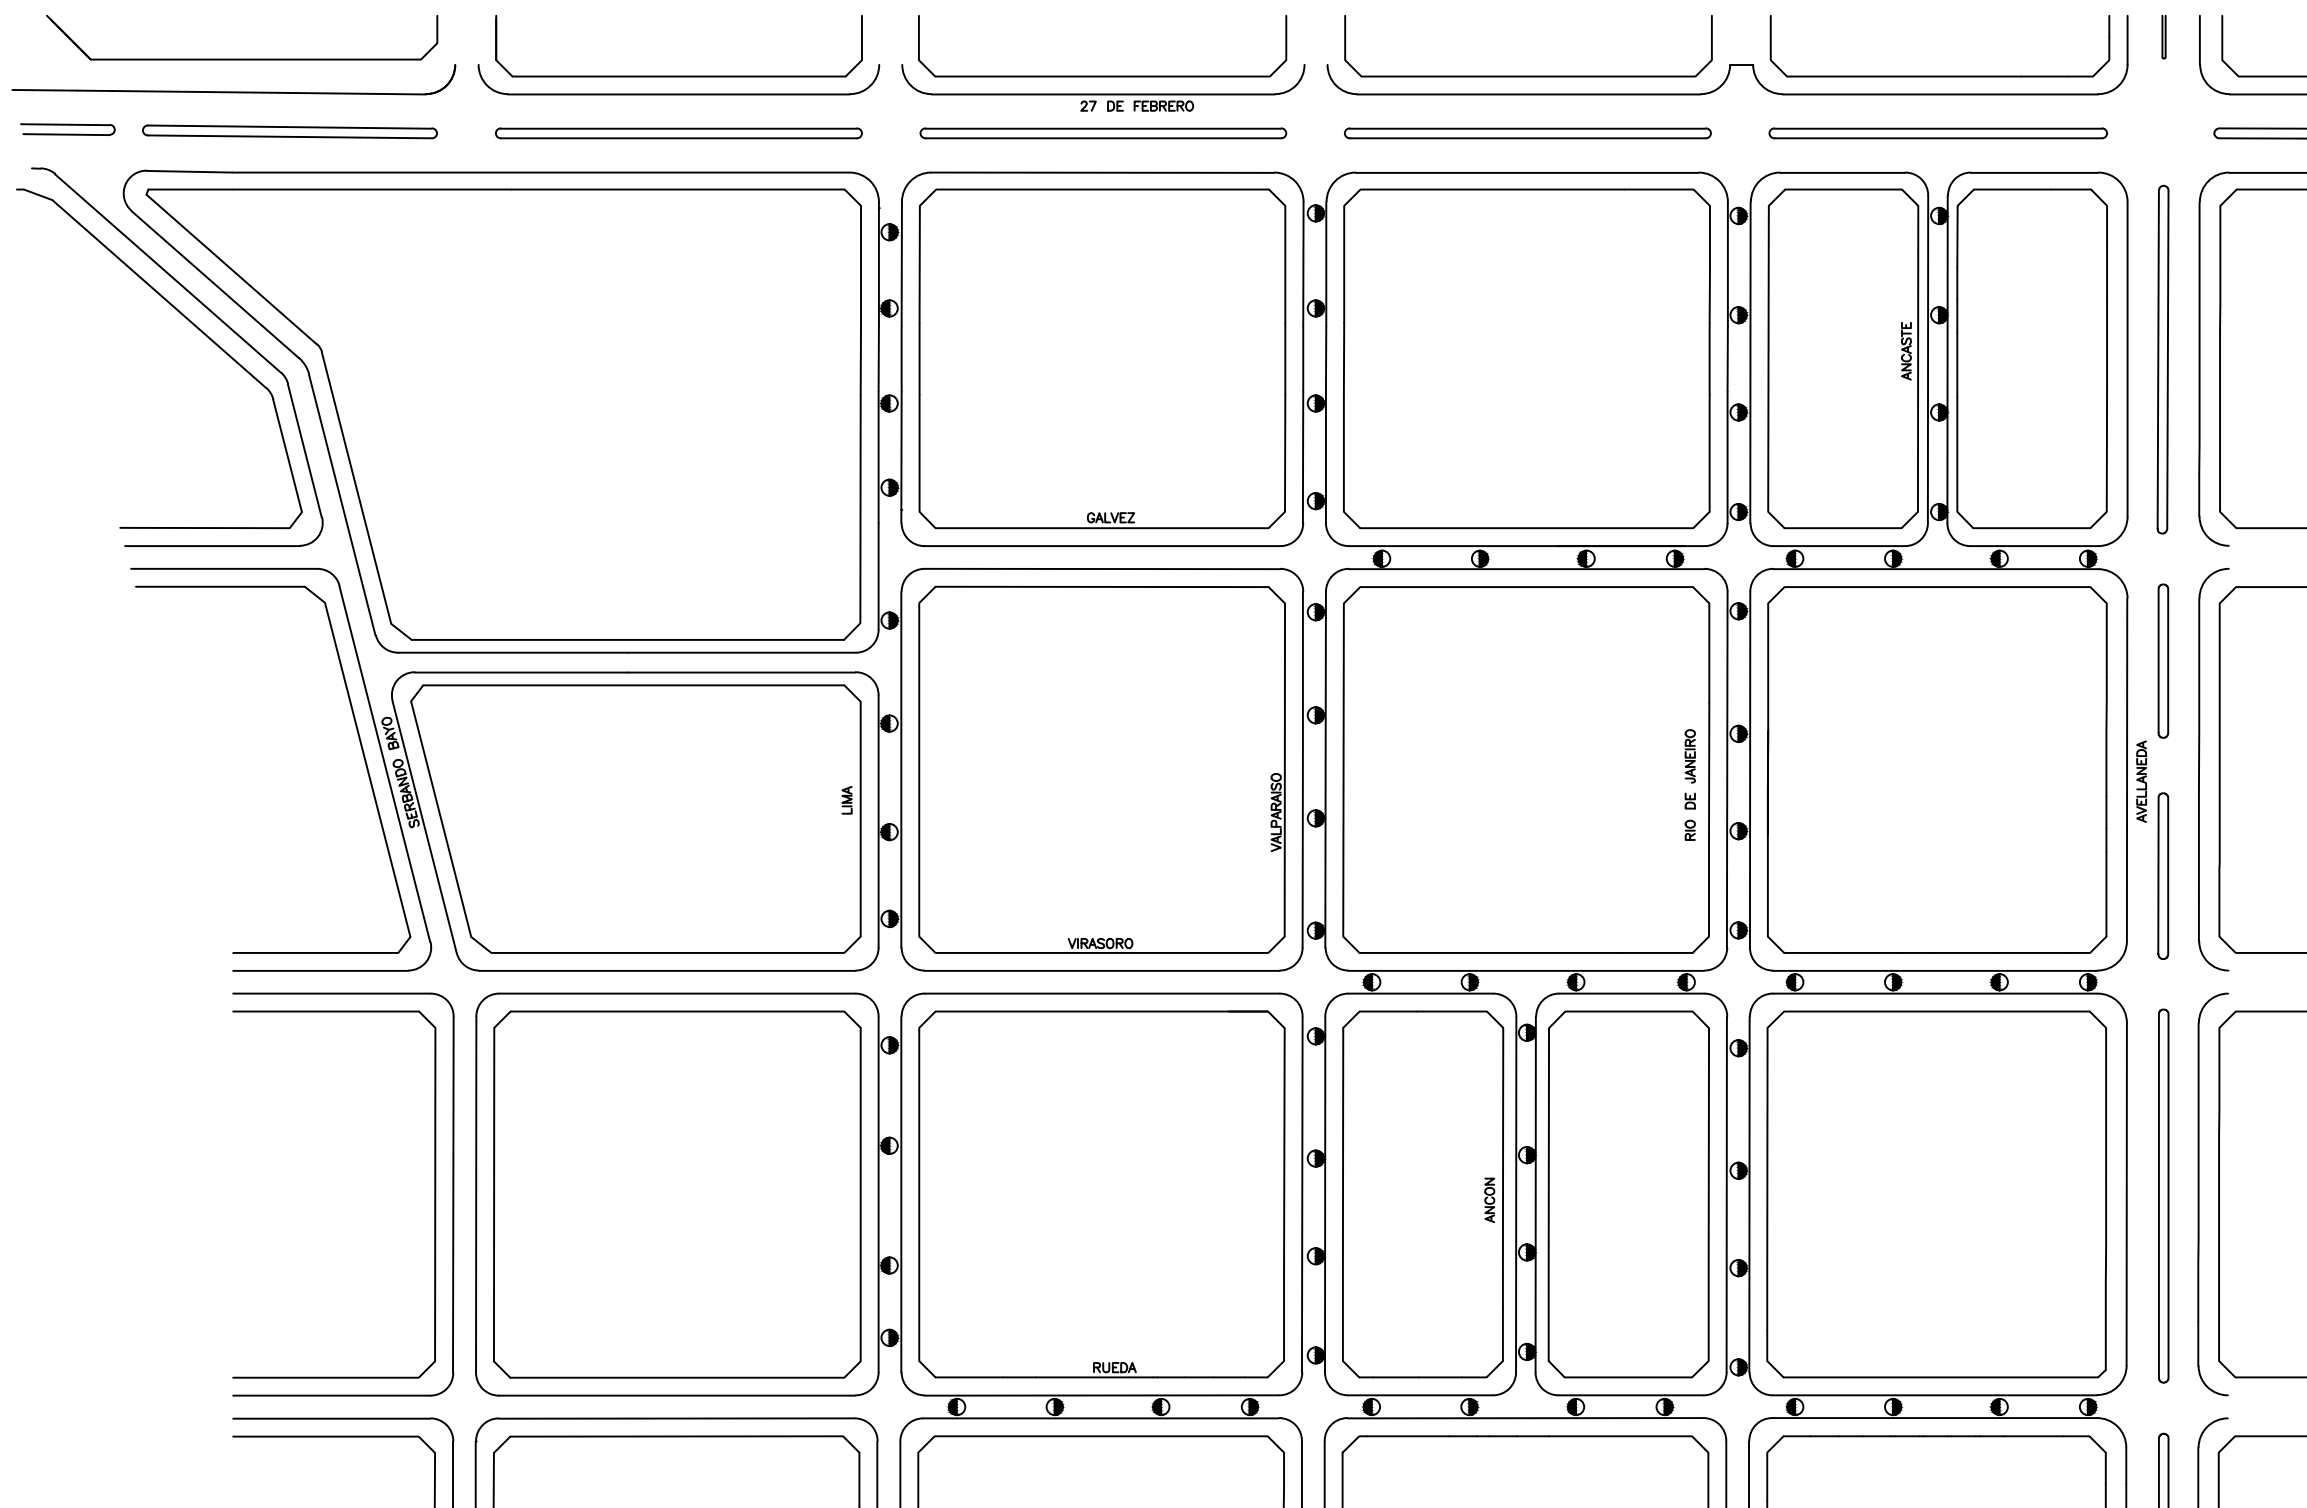 27 DE FEBRERO
ANCASTE
GALVEZ
SERBANDO BAYO
LIMA
VALPARAISO
RIO DE JANEIRO
AVELLANEDA
VIRASORO
ANCON
RUEDA